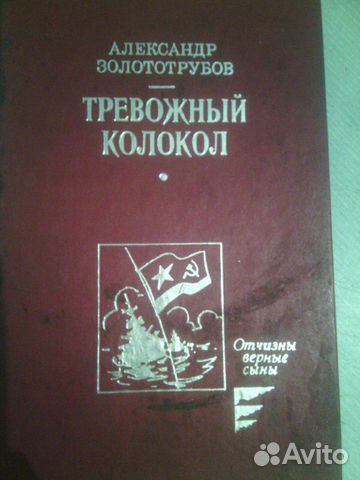 АЛЕКСАНДР
ЗОЛОТОТРУБОВ
ТРЕВОЖНЫЙ
КОЛОКОЛ
Отчизны
верные
сыны
Avito